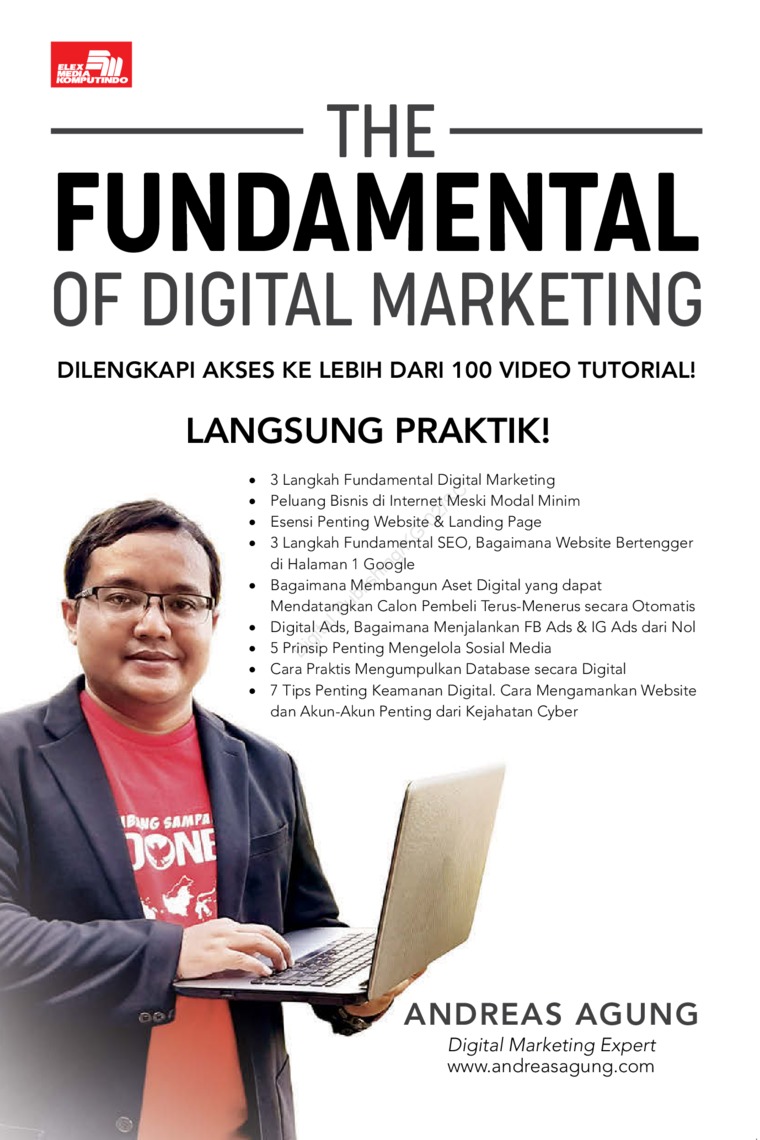 ELEX
MEDIA
KOMPUTINDO
THE
FUNDAMENTAL
OF DIGITAL MARKETING
DILENGKAPI AKSES KE LEBIH DARI 100 VIDEO TUTORIAL!
LANGSUNG PRAKTIK!
• 3 Langkah Fundamental Digital Marketing
• Peluang Bisnis di Internet Meski Modal Minim
• Esensi Penting Website & Landing Page
• 3 Langkah Fundamental SEO, Bagaimana Website Bertengger
di Halaman 1 Google
• Bagaimana Membangun Aset Digital yang dapat
Mendatangkan Calon Pembeli Terus-Menerus secara Otomatis
• Digital Ads, Bagaimana Menjalankan FB Ads & IG Ads dari Nol
• 5 Prinsip Penting Mengelola Sosial Media
• Cara Praktis Mengumpulkan Database secara Digital
• 7 Tips Penting Keamanan Digital. Cara Mengamankan Website
dan Akun-Akun Penting dari Kejahatan Cyber
BANG SAMPA
DONE
ANDREAS AGUNG
Digital Marketing Expert
www.andreasagung.com